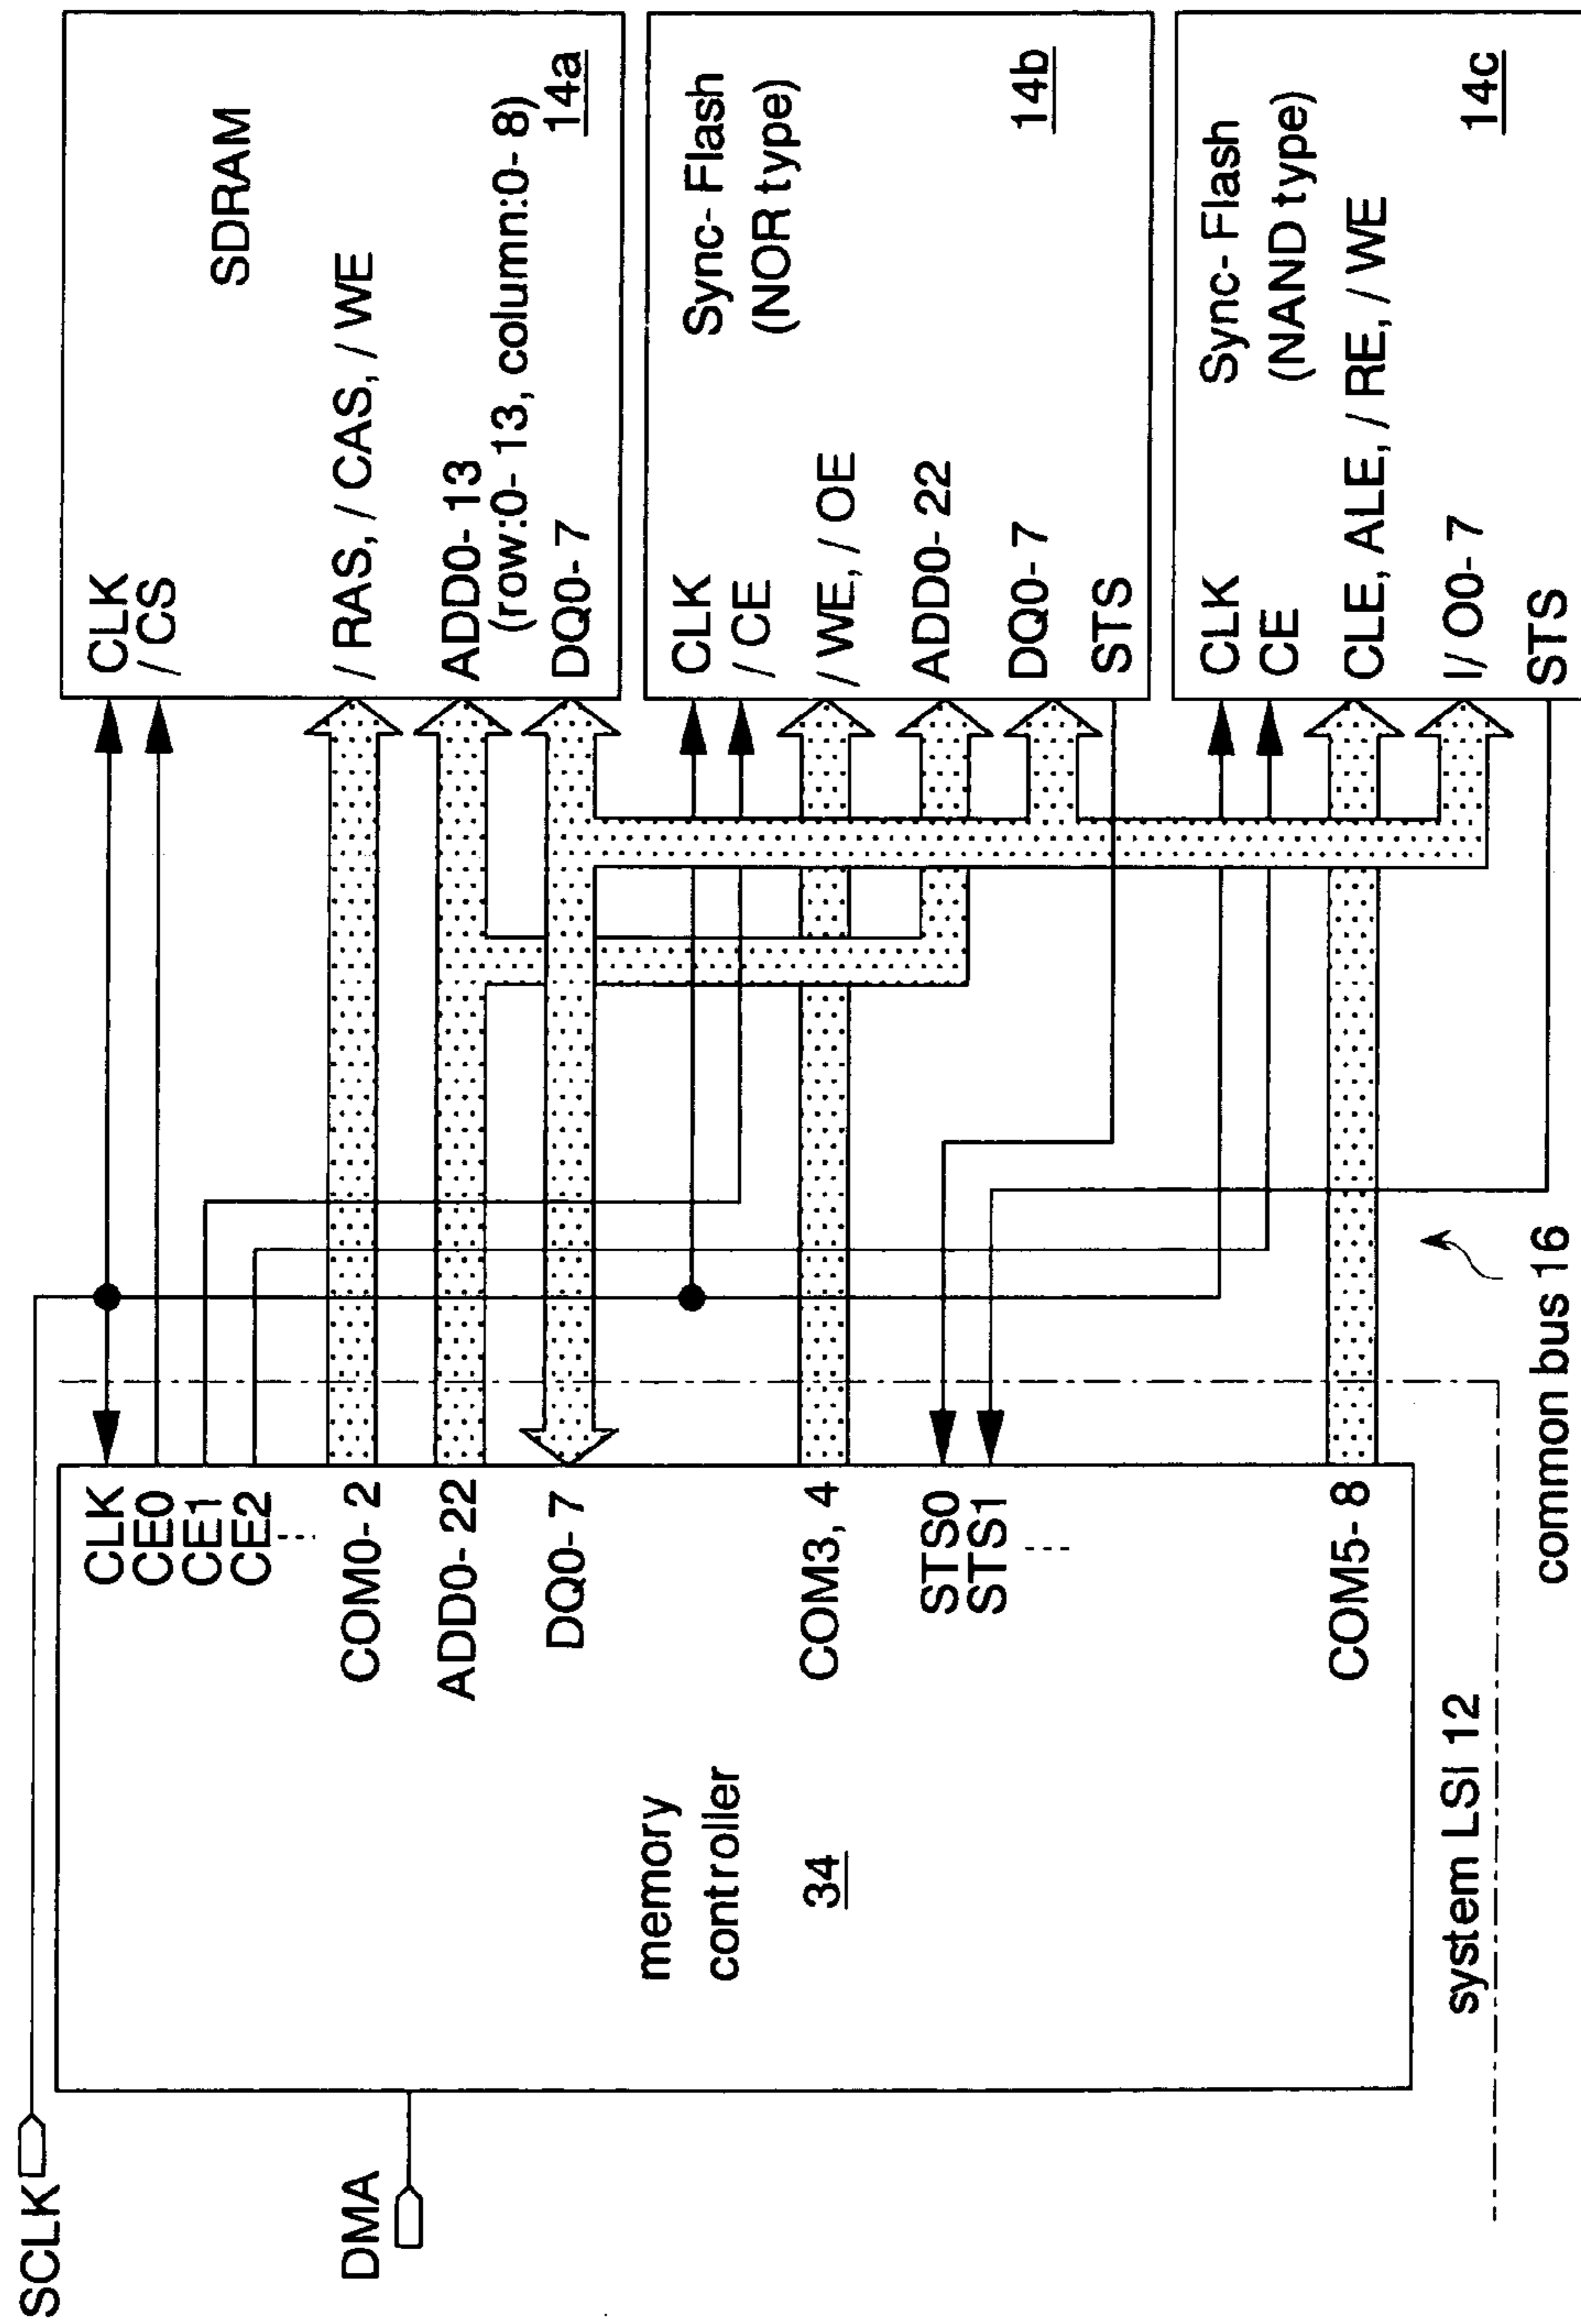 SCLK
DMA
memory
controller
34
CLK
CE0
CE1
CE2
COM0- 2
ADD0- 22
DQ0- 7
COM3, 4
STS0
STS1
COM5- 8
system LSI 12
common bus 16
SDRAM
14a
CLK
/ CS
/ RAS, / CAS, / WE
ADD0- 13
(row:0- 13, column:0- 8)
DQ0- 7
Sync- Flash
(NOR type)
14b
CLK
/ CE
/ WE, / OE
ADD0- 22
DQ0- 7
STS
Sync- Flash
(NAND type)
14c
CLK
CE
CLE, ALE, / RE, / WE
I/ O0- 7
STS